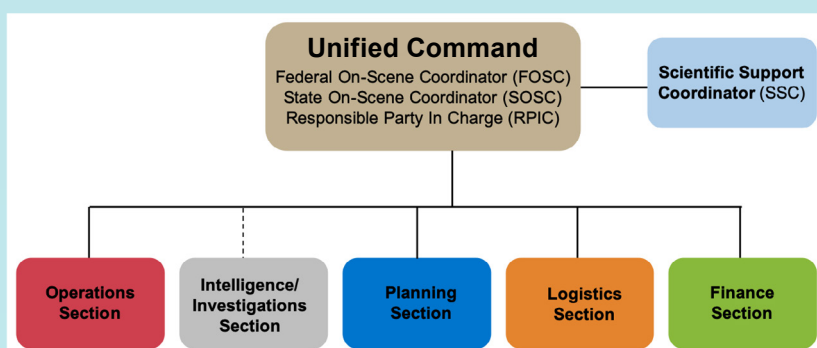 Unified Command
Federal On-Scene Coordinator (FOSC)
State On-Scene Coordinator (SOSC)
Responsible Party In Charge (RPIC)
Scientific Support
Coordinator (SSC)
Operations
Section
Intelligence/
Investigations
Section
Planning
Section
Logistics
Section
Finance
Section